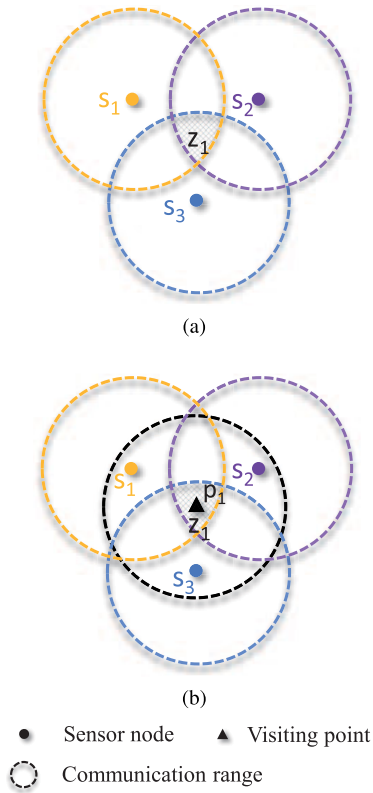 s1
s2
z1
s3
(a)
s1
s2
p1
z1
s3
(b)
Sensor node
Visiting point
Communication range